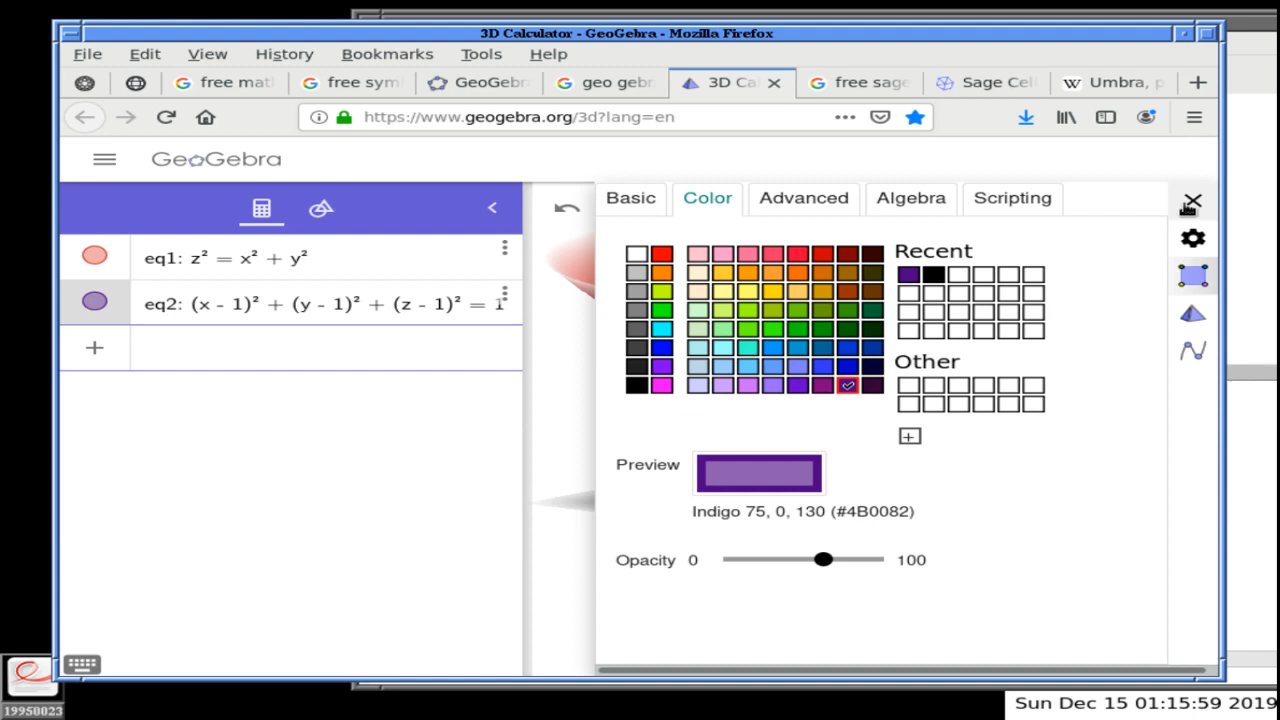 3D Calculator - GeoGebra - Mozilla Firefox
File Edit View History Bookmarks Tools Help
free mat free sym GeoGebr geo gebr 3D Cal free sage Sage Cell Umbra, p
https://www.geogebra.org/3d?lang=en
GeoGebra
Basic Color Advanced Algebra Scripting
eq1: z² = x² + y²
eq2: (x - 1)² + (y - 1)² + (z - 1)² = 1
Recent
Other
Preview
Indigo 75, 0, 130 (#4B0082)
Opacity 0 100
19950023
Sun Dec 15 01:15:59 2019